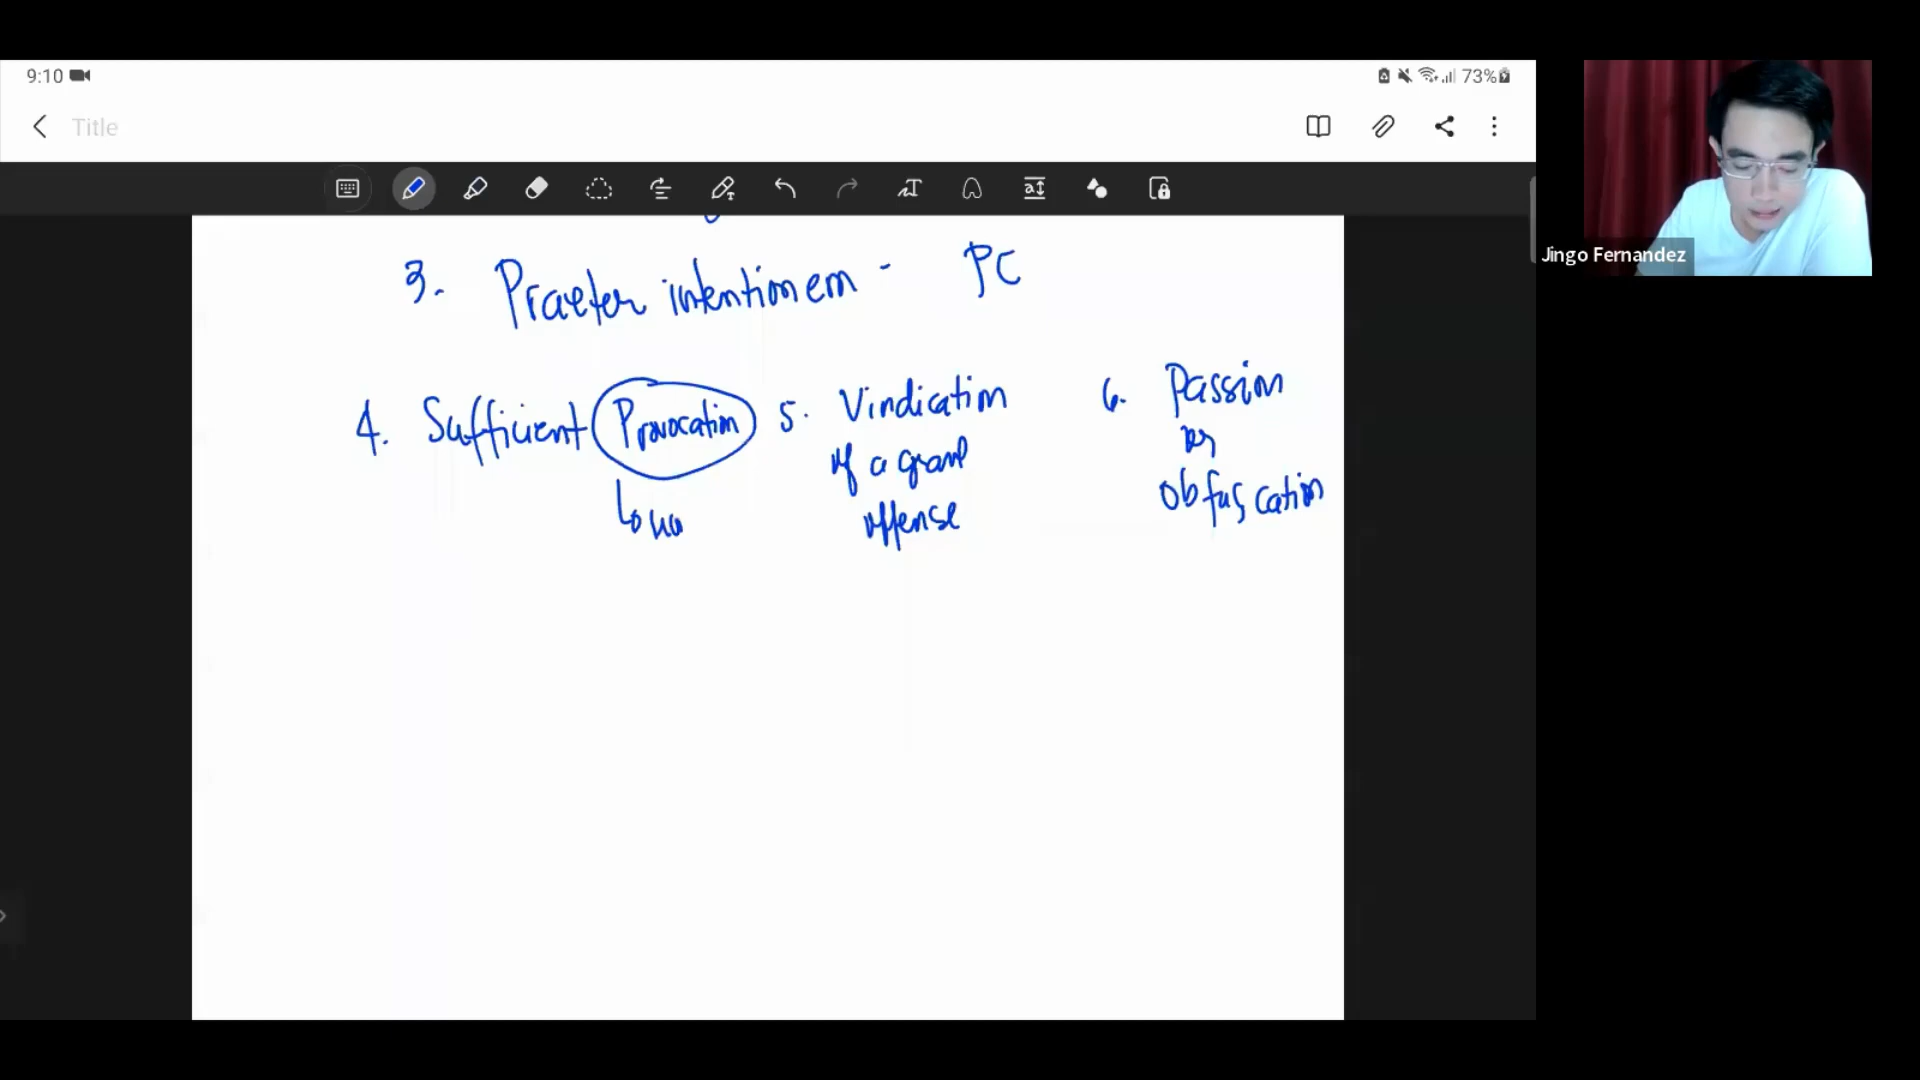 9:10
73%
Title
Jingo Fernandez
3. Praeter intentionem - PC
4. Sufficient Provocation 5. Vindication of a grave offense 6. Passion or obfuscation